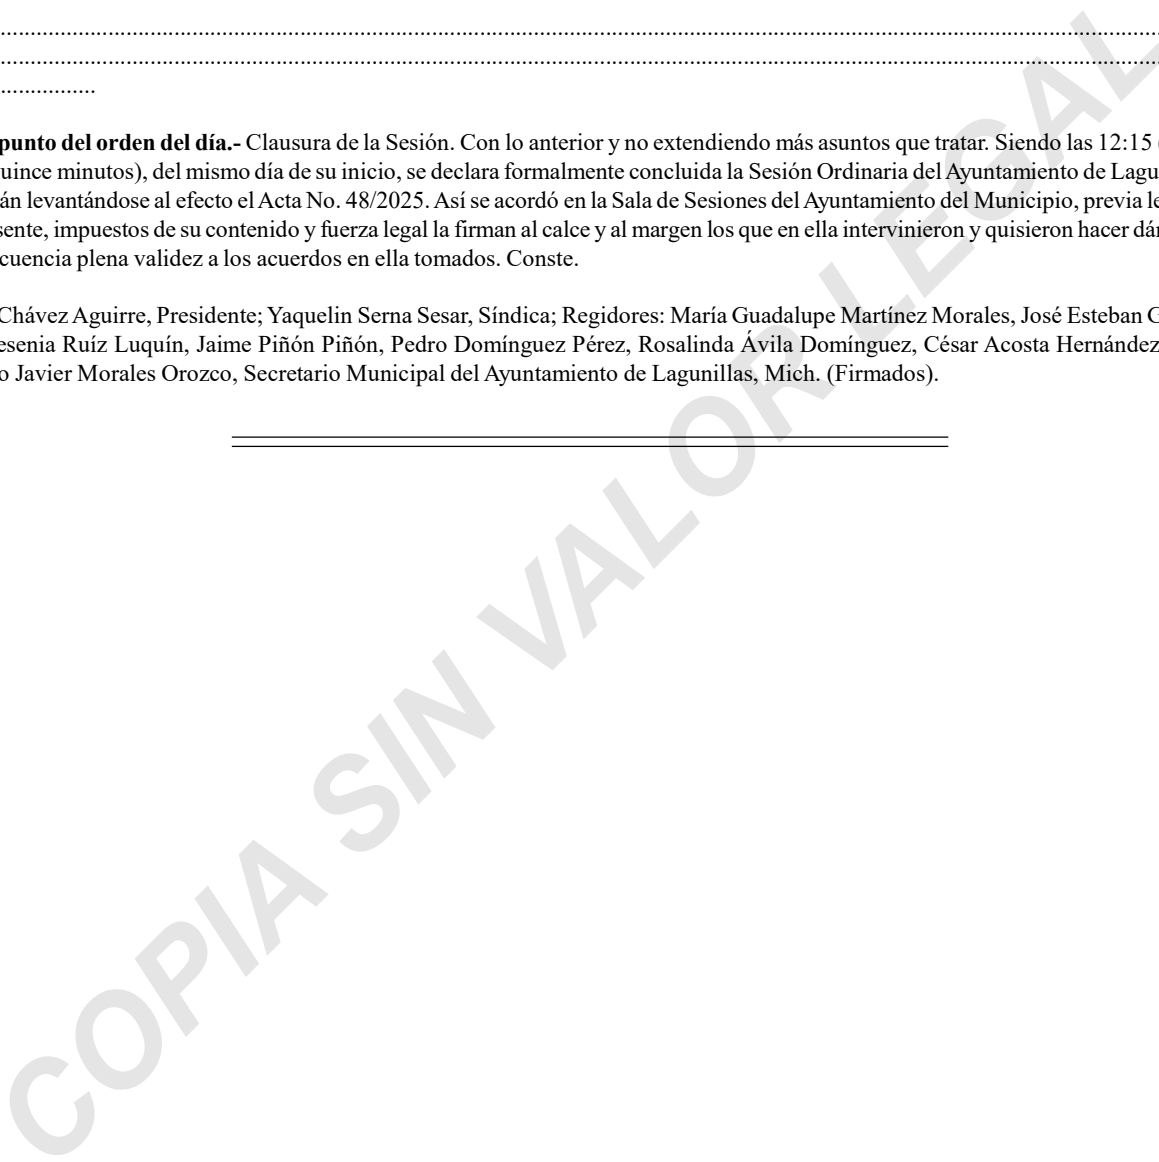 ........................................................................................................................................................................................................
........................................................................................................................................................................................................
................
punto del orden del día.- Clausura de la Sesión. Con lo anterior y no extendiendo más asuntos que tratar. Siendo las 12:15
uince minutos), del mismo día de su inicio, se declara formalmente concluida la Sesión Ordinaria del Ayuntamiento de Lagu
án levantándose al efecto el Acta No. 48/2025. Así se acordó en la Sala de Sesiones del Ayuntamiento del Municipio, previa le
sente, impuestos de su contenido y fuerza legal la firman al calce y al margen los que en ella intervinieron y quisieron hacer dán
cuencia plena validez a los acuerdos en ella tomados. Conste.
Chávez Aguirre, Presidente; Yaquelin Serna Sesar, Síndica; Regidores: María Guadalupe Martínez Morales, José Esteban G
esenia Ruíz Luquín, Jaime Piñón Piñón, Pedro Domínguez Pérez, Rosalinda Ávila Domínguez, César Acosta Hernández
o Javier Morales Orozco, Secretario Municipal del Ayuntamiento de Lagunillas, Mich. (Firmados).
COPIA SIN VALOR LEGAL